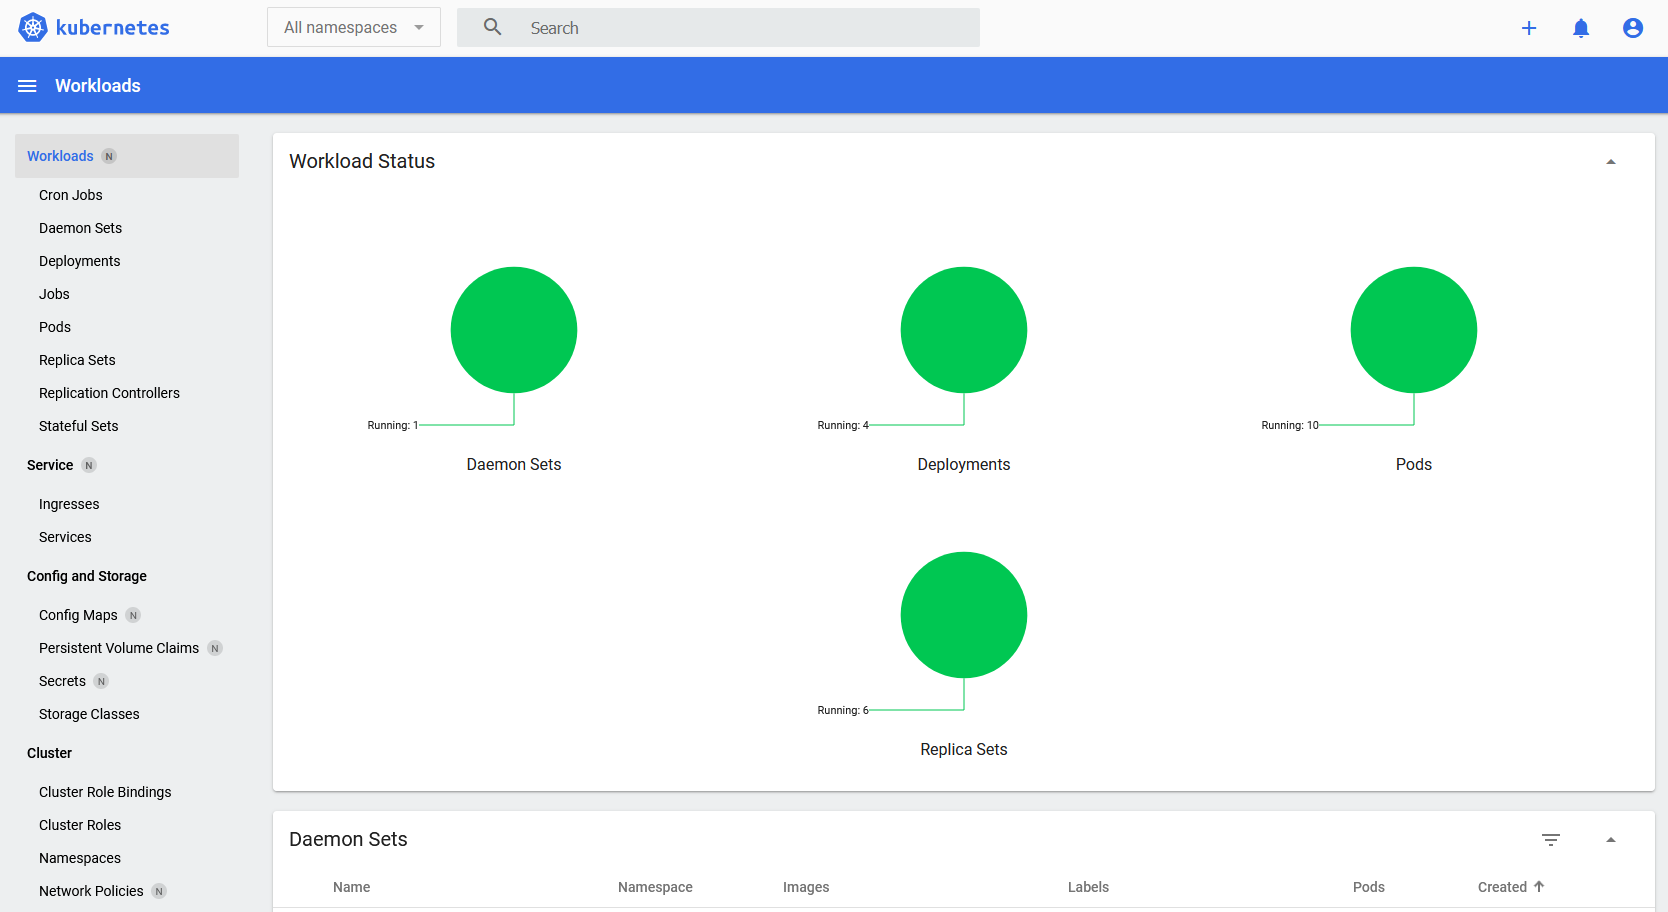 kubernetes
All namespaces
Search
Workloads
Workloads N
Cron Jobs
Daemon Sets
Deployments
Jobs
Pods
Replica Sets
Replication Controllers
Stateful Sets
Service N
Ingresses
Services
Config and Storage
Config Maps N
Persistent Volume Claims N
Secrets N
Storage Classes
Cluster
Cluster Role Bindings
Cluster Roles
Namespaces
Network Policies N
Workload Status
Running: 1
Daemon Sets
Running: 4
Deployments
Running: 10
Pods
Running: 6
Replica Sets
Daemon Sets
Name Namespace Images Labels Pods Created